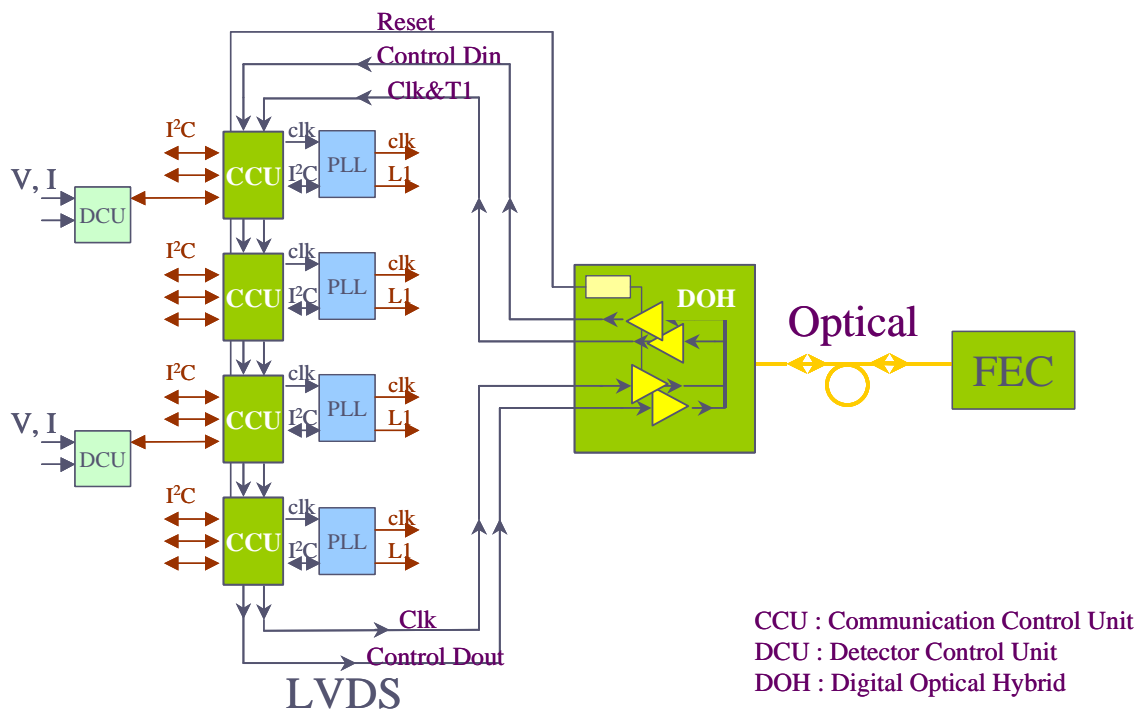 Reset
Control Din
Clk&T1
I²C
clk
clk
CCU
PLL
V, I
I²C
L1
DCU
I²C
clk
clk
CCU
PLL
I²C
L1
DOH
Optical
FEC
I²C
clk
clk
CCU
PLL
V, I
I²C
L1
DCU
I²C
clk
clk
CCU
PLL
I²C
L1
Clk
Control Dout
LVDS
CCU : Communication Control Unit
DCU : Detector Control Unit
DOH : Digital Optical Hybrid